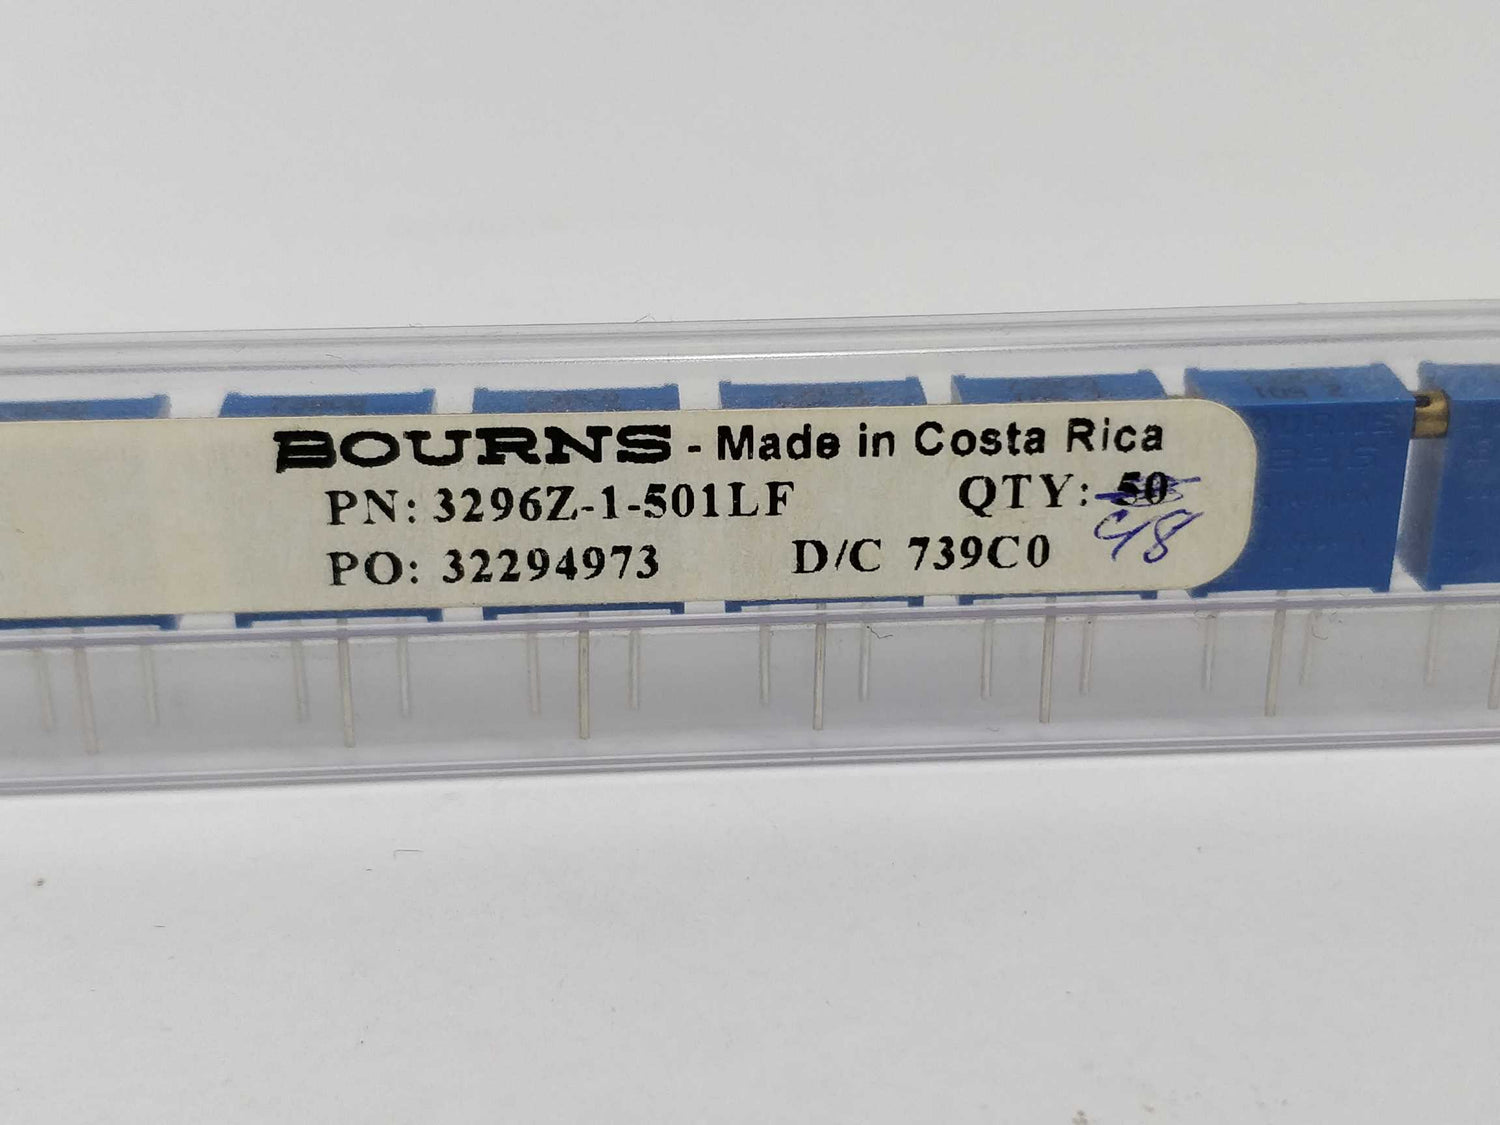 BOURNS - Made in Costa Rica
PN: 3296Z-1-501LF QTY: 50
48
PO: 32294973 D/C 739C0